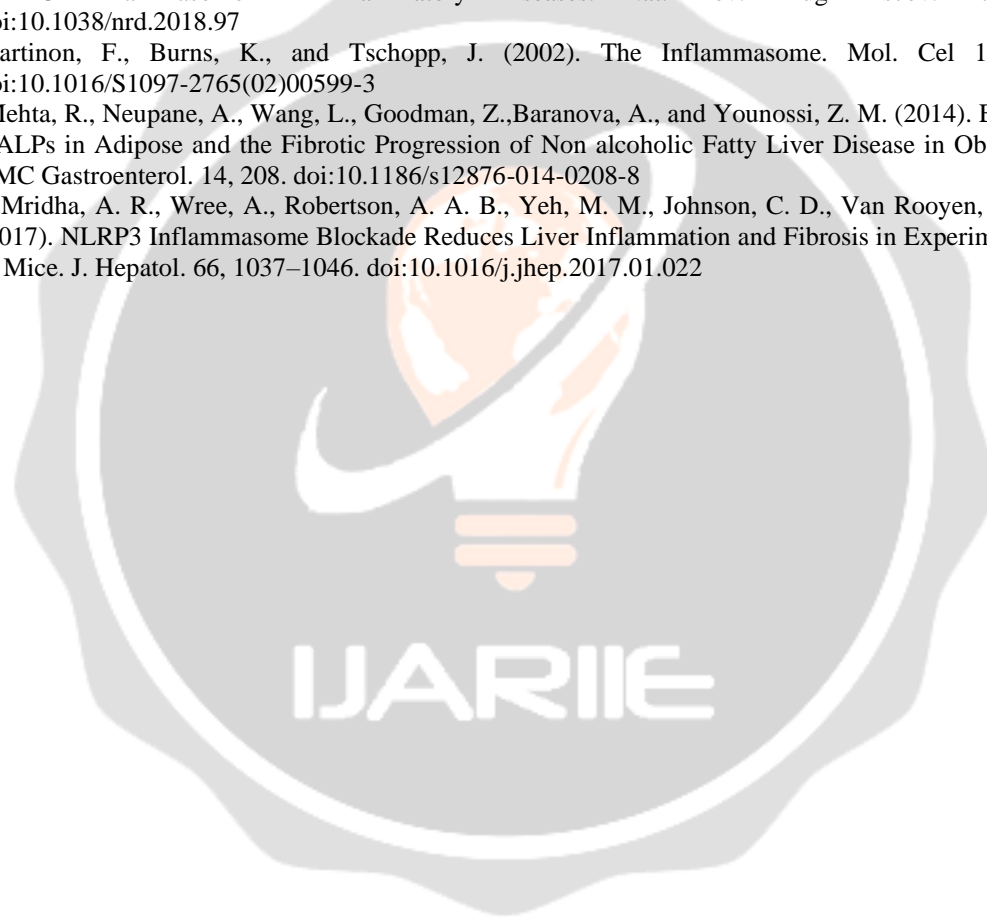 oi:10.1038/nrd.2018.97
artinon, F., Burns, K., and Tschopp, J. (2002). The Inflammasome. Mol. Cel 1
oi:10.1016/S1097-2765(02)00599-3
Mehta, R., Neupane, A., Wang, L., Goodman, Z.,Baranova, A., and Younossi, Z. M. (2014). E
ALPs in Adipose and the Fibrotic Progression of Non alcoholic Fatty Liver Disease in Ob
MC Gastroenterol. 14, 208. doi:10.1186/s12876-014-0208-8
Mridha, A. R., Wree, A., Robertson, A. A. B., Yeh, M. M., Johnson, C. D., Van Rooyen,
2017). NLRP3 Inflammasome Blockade Reduces Liver Inflammation and Fibrosis in Experim
Mice. J. Hepatol. 66, 1037–1046. doi:10.1016/j.jhep.2017.01.022
IJARIIE